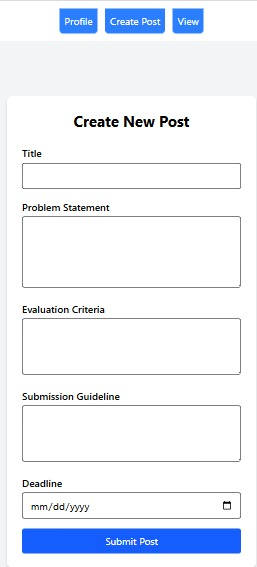 Profile Create Post View
Create New Post
Title
Problem Statement
Evaluation Criteria
Submission Guideline
Deadline
mm/dd/yyyy
Submit Post